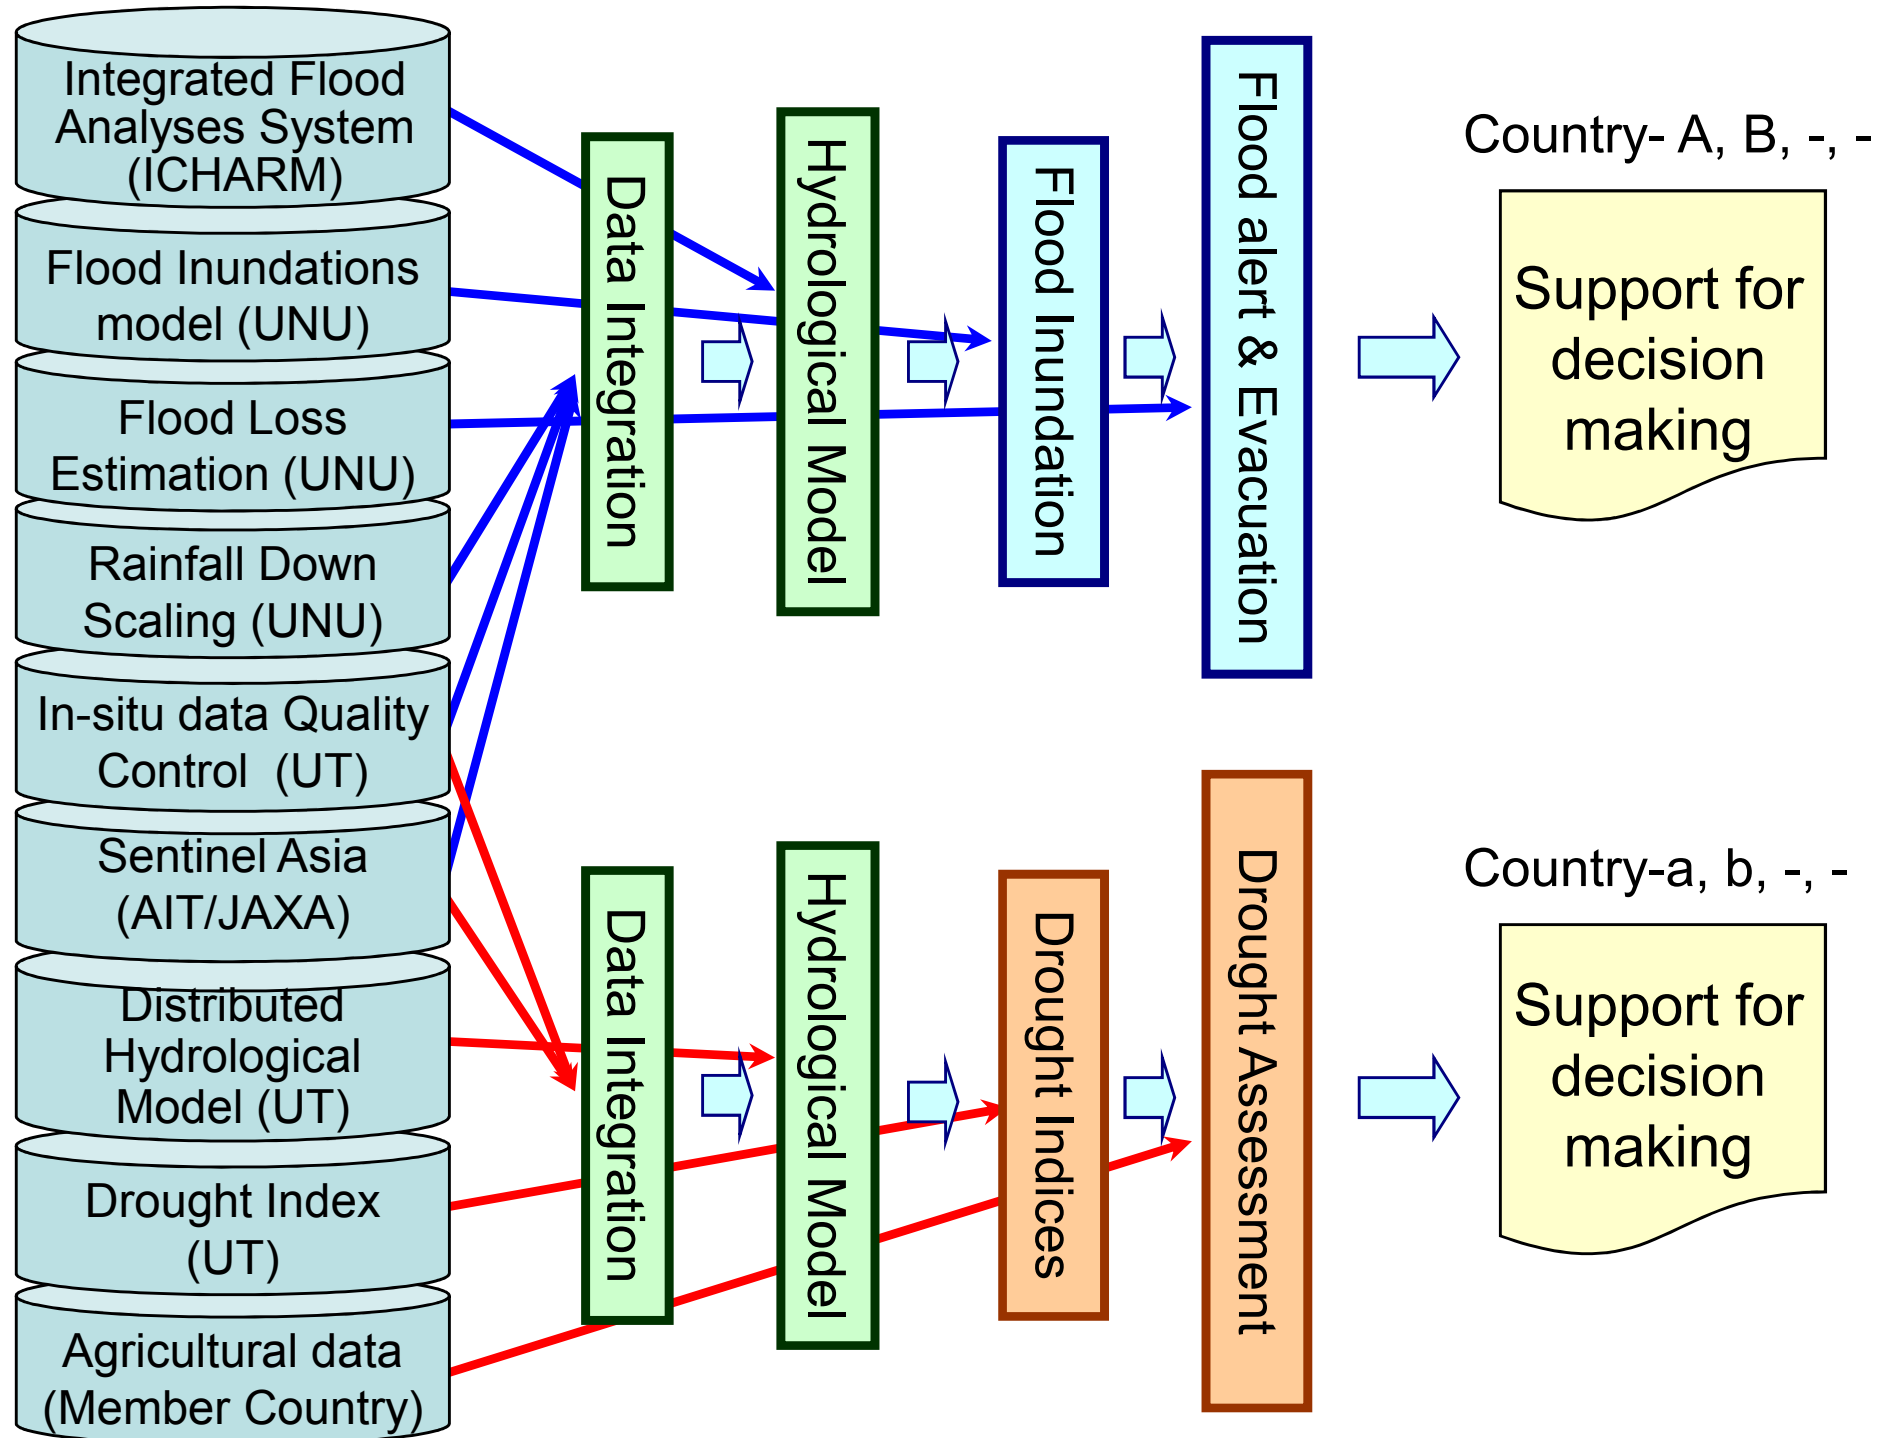 Integrated Flood
Analyses System
(ICHARM)
Flood Inundations
model (UNU)
Flood Loss
Estimation (UNU)
Rainfall Down
Scaling (UNU)
In-situ data Quality
Control (UT)
Sentinel Asia
(AIT/JAXA)
Distributed
Hydrological
Model (UT)
Drought Index
(UT)
Agricultural data
(Member Country)
Data Integration
Hydrological Model
Flood Inundation
Flood alert & Evacuation
Country- A, B, -, -
Support for
decision
making
Data Integration
Hydrological Model
Drought Indices
Drought Assessment
Country-a, b, -, -
Support for
decision
making